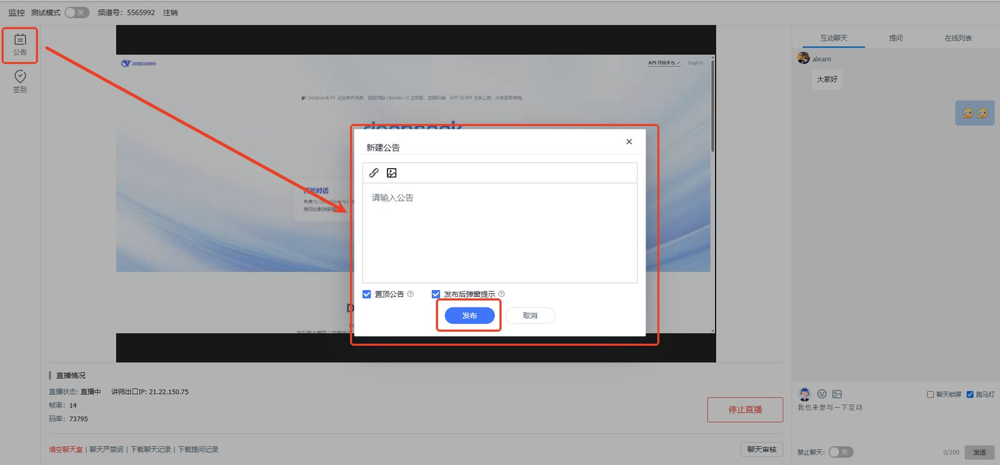 监控 测试模式 关 频道号：5565992 注销
公告
签到
deepseek
API 开放平台 English
DeepSeek-R1 已发布并开源，性能对标 OpenAI o1 正式版，在网页端、APP 和 API 全面上线，点击查看详情。
deepseek
开始对话
免费与 DeepSeek-V3
使用全新旗舰模
新建公告
请输入公告
置顶公告 发布后弹窗提示
发布 取消
互动聊天 提问 在线列表
alearn
大家好
聊天锁屏 跑马灯
我也来参与一下互动
禁止聊天: 关 0/200 发送
直播情况
直播状态: 直播中 讲师出口IP: 21.22.150.75
帧率: 14
码率: 73795
停止直播
清空聊天室 | 聊天严禁词 | 下载聊天记录 | 下载提问记录
聊天审核